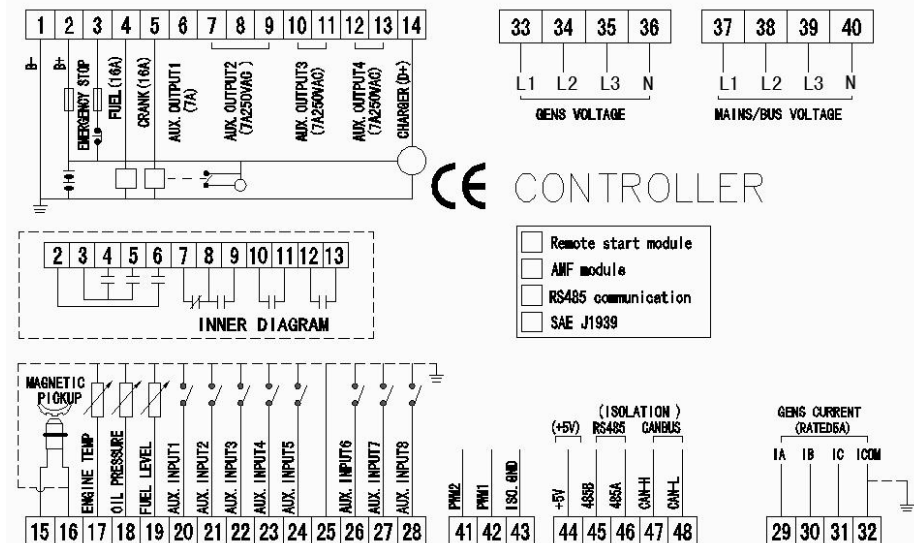 1 2 3 4 5 6 7 8 9 10 11 12 13 14
B-
B+
EMERGENCY STOP
FUEL(16A)
CRANK(16A)
AUX. OUTPUT1
(7A)
AUX. OUTPUT2
(7A250VAC)
AUX. OUTPUT3
(7A250VAC)
AUX. OUTPUT4
(7A250VAC)
CHARGER(D+)
33 34 35 36
L1 L2 L3 N
GENS VOLTAGE
37 38 39 40
L1 L2 L3 N
MAINS/BUS VOLTAGE
CE CONTROLLER
2 3 4 5 6 7 8 9 10 11 12 13
INNER DIAGRAM
Remote start module
AMF module
RS485 communication
SAE J1939
MAGNETIC
PICKUP
ENGINE TEMP
OIL PRESSURE
FUEL LEVEL
AUX. INPUT1
AUX. INPUT2
AUX. INPUT3
AUX. INPUT4
AUX. INPUT5
AUX. INPUT6
AUX. INPUT7
AUX. INPUT8
15 16 17 18 19 20 21 22 23 24 25 26 27 28
PWM2
PWM1
ISO.GND
41 42 43
(ISOLATION)
(+5V) RS485 CANBUS
+5V
485B
485A
CAN-H
CAN-L
44 45 46 47 48
GENS CURRENT
(RATED5A)
IA IB IC ICOM
29 30 31 32